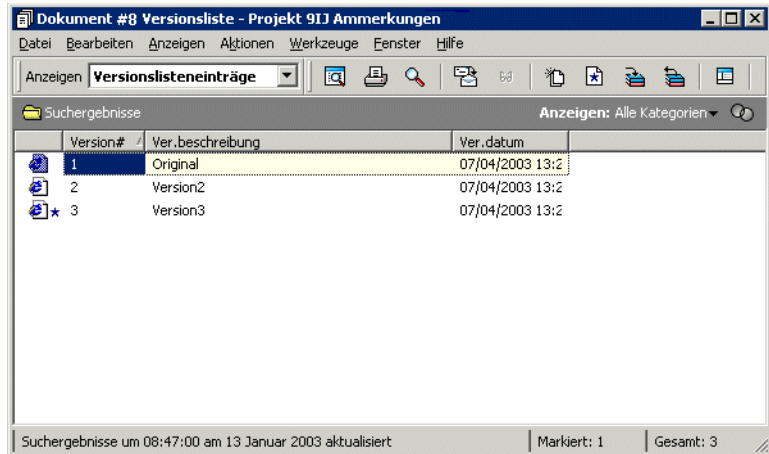 Dokument #8 Versionsliste - Projekt 9IJ Ammerkungen
Datei Bearbeiten Anzeigen Aktionen Werkzeuge Fenster Hilfe
Anzeigen Versionslisteneinträge
Suchergebnisse Anzeigen: Alle Kategorien
Version# Ver.beschreibung Ver.datum
1 Original 07/04/2003 13:2
2 Version2 07/04/2003 13:2
3 Version3 07/04/2003 13:2
Suchergebnisse um 08:47:00 am 13 Januar 2003 aktualisiert Markiert: 1 Gesamt: 3